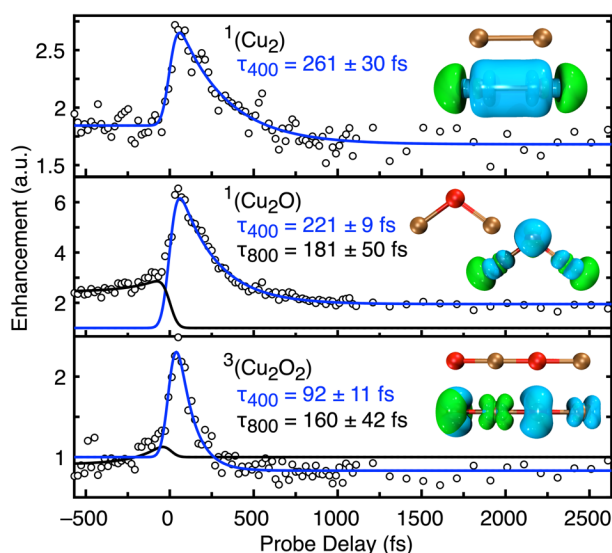 2.5
2
1.5
¹(Cu₂)
τ₄₀₀ = 261 ± 30 fs
6
4
2
¹(Cu₂O)
τ₄₀₀ = 221 ± 9 fs
τ₈₀₀ = 181 ± 50 fs
2
1
³(Cu₂O₂)
τ₄₀₀ = 92 ± 11 fs
τ₈₀₀ = 160 ± 42 fs
Enhancement (a.u.)
−500 0 500 1000 1500 2000 2500
Probe Delay (fs)